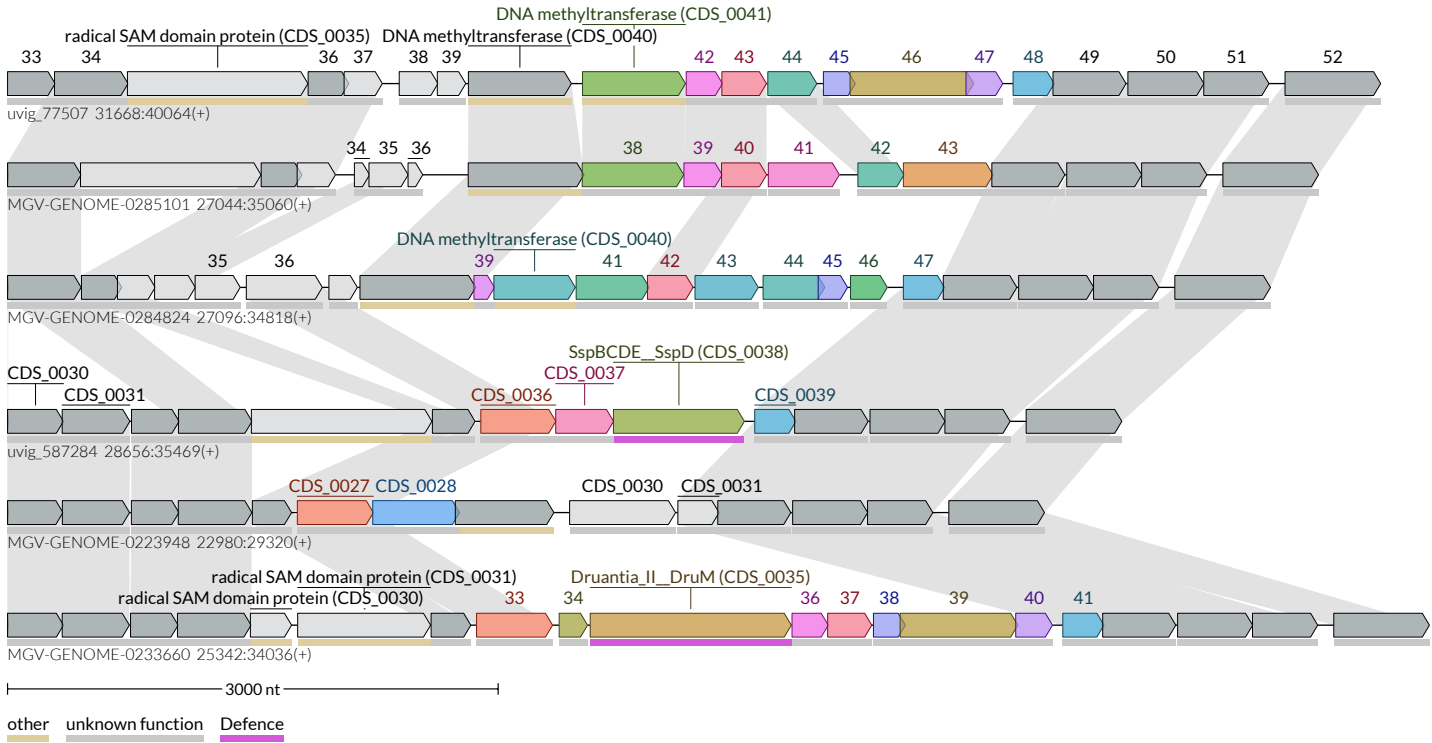 DNA methyltransferase (CDS_0041)
radical SAM domain protein (CDS_0035) DNA methyltransferase (CDS_0040)
33 34 36 37 38 39 42 43 44 45 46 47 48 49 50 51 52
uvig_77507 31668:40064(+)
34 35 36 38 39 40 41 42 43
MGV-GENOME-0285101 27044:35060(+)
DNA methyltransferase (CDS_0040)
35 36 39 41 42 43 44 45 46 47
MGV-GENOME-0284824 27096:34818(+)
SspBCDE__SspD (CDS_0038)
CDS_0030 CDS_0037
CDS_0031 CDS_0036 CDS_0039
uvig_587284 28656:35469(+)
CDS_0027 CDS_0028 CDS_0030 CDS_0031
MGV-GENOME-0223948 22980:29320(+)
radical SAM domain protein (CDS_0031) Druantia_II__DruM (CDS_0035)
radical SAM domain protein (CDS_0030) 33 34 36 37 38 39 40 41
MGV-GENOME-0233660 25342:34036(+)
3000 nt
other unknown function Defence